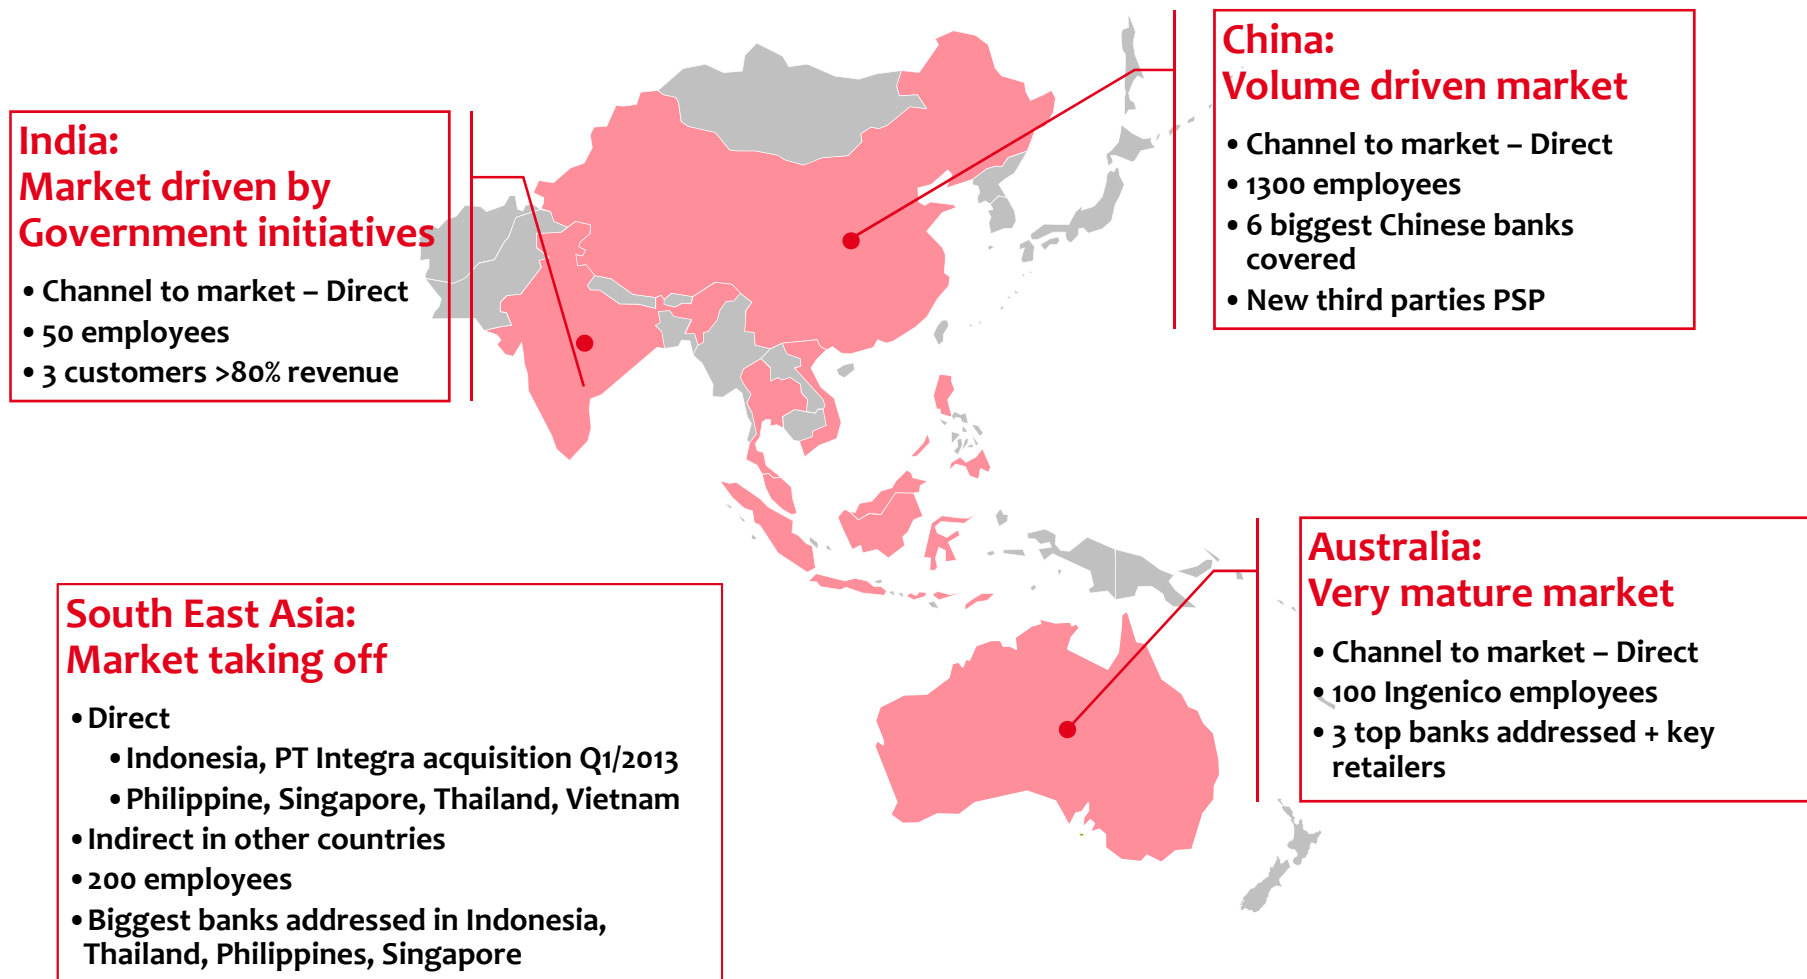 India:
Market driven by
Government initiatives
• Channel to market – Direct
• 50 employees
• 3 customers >80% revenue
China:
Volume driven market
• Channel to market – Direct
• 1300 employees
• 6 biggest Chinese banks
covered
• New third parties PSP
South East Asia:
Market taking off
• Direct
• Indonesia, PT Integra acquisition Q1/2013
• Philippine, Singapore, Thailand, Vietnam
• Indirect in other countries
• 200 employees
• Biggest banks addressed in Indonesia,
Thailand, Philippines, Singapore
Australia:
Very mature market
• Channel to market – Direct
• 100 Ingenico employees
• 3 top banks addressed + key
retailers